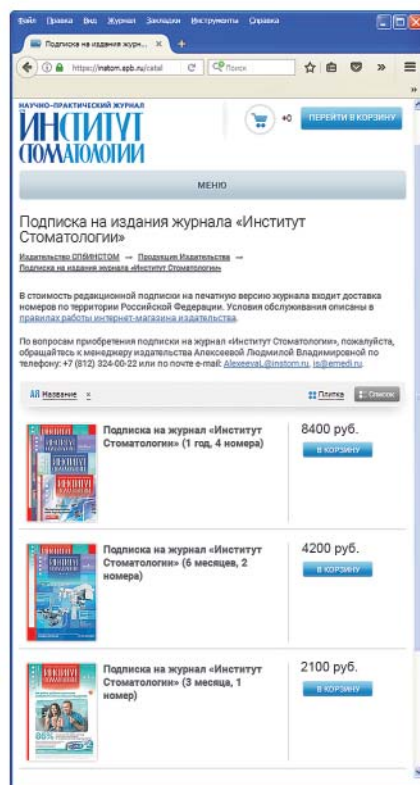 Файл Правка Вид Журнал Закладки Инструменты Справка
Подписка на издания журн... × +
https://instom.spb.ru/catal
Поиск
НАУЧНО-ПРАКТИЧЕСКИЙ ЖУРНАЛ
ИНСТИТУТ
СТОМАТОЛОГИИ
+0 ПЕРЕЙТИ В КОРЗИНУ
МЕНЮ
Подписка на издания журнала «Институт
Стоматологии»
Издательство СПбИНСТОМ → Продукция Издательства →
Подписка на издания журнала «Институт Стоматологии»
В стоимость редакционной подписки на печатную версию журнала входит доставка
номеров по территории Российской Федерации. Условия обслуживания описаны в
правилах работы интернет-магазина издательства.
По вопросам приобретения подписки на журнал «Институт Стоматологии», пожалуйста,
обращайтесь к менеджеру издательства Алексеевой Людмилой Владимировной по
телефону: +7 (812) 324-00-22 или по почте e-mail: AlexeevaL@instom.ru, is@emedi.ru.
АЯ Название × Плитка Список
Подписка на журнал «Институт
Стоматологии» (1 год, 4 номера)
8400 руб.
В КОРЗИНУ
Подписка на журнал «Институт
Стоматологии» (6 месяцев, 2
номера)
4200 руб.
В КОРЗИНУ
Подписка на журнал «Институт
Стоматологии» (3 месяца, 1
номер)
2100 руб.
В КОРЗИНУ